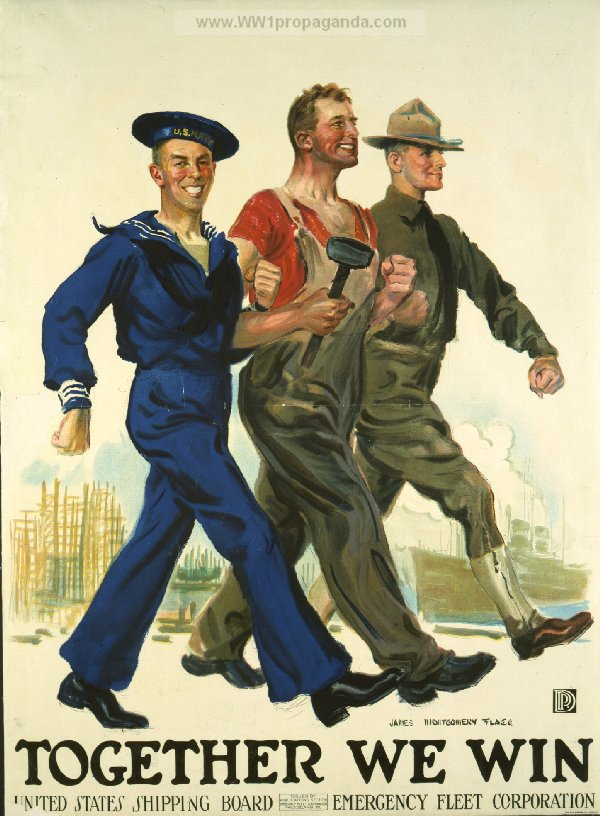 www.WW1propaganda.com
U.S. NAVY
JAMES MONTGOMERY FLAGG
TOGETHER WE WIN
UNITED STATES SHIPPING BOARD EMERGENCY FLEET CORPORATION